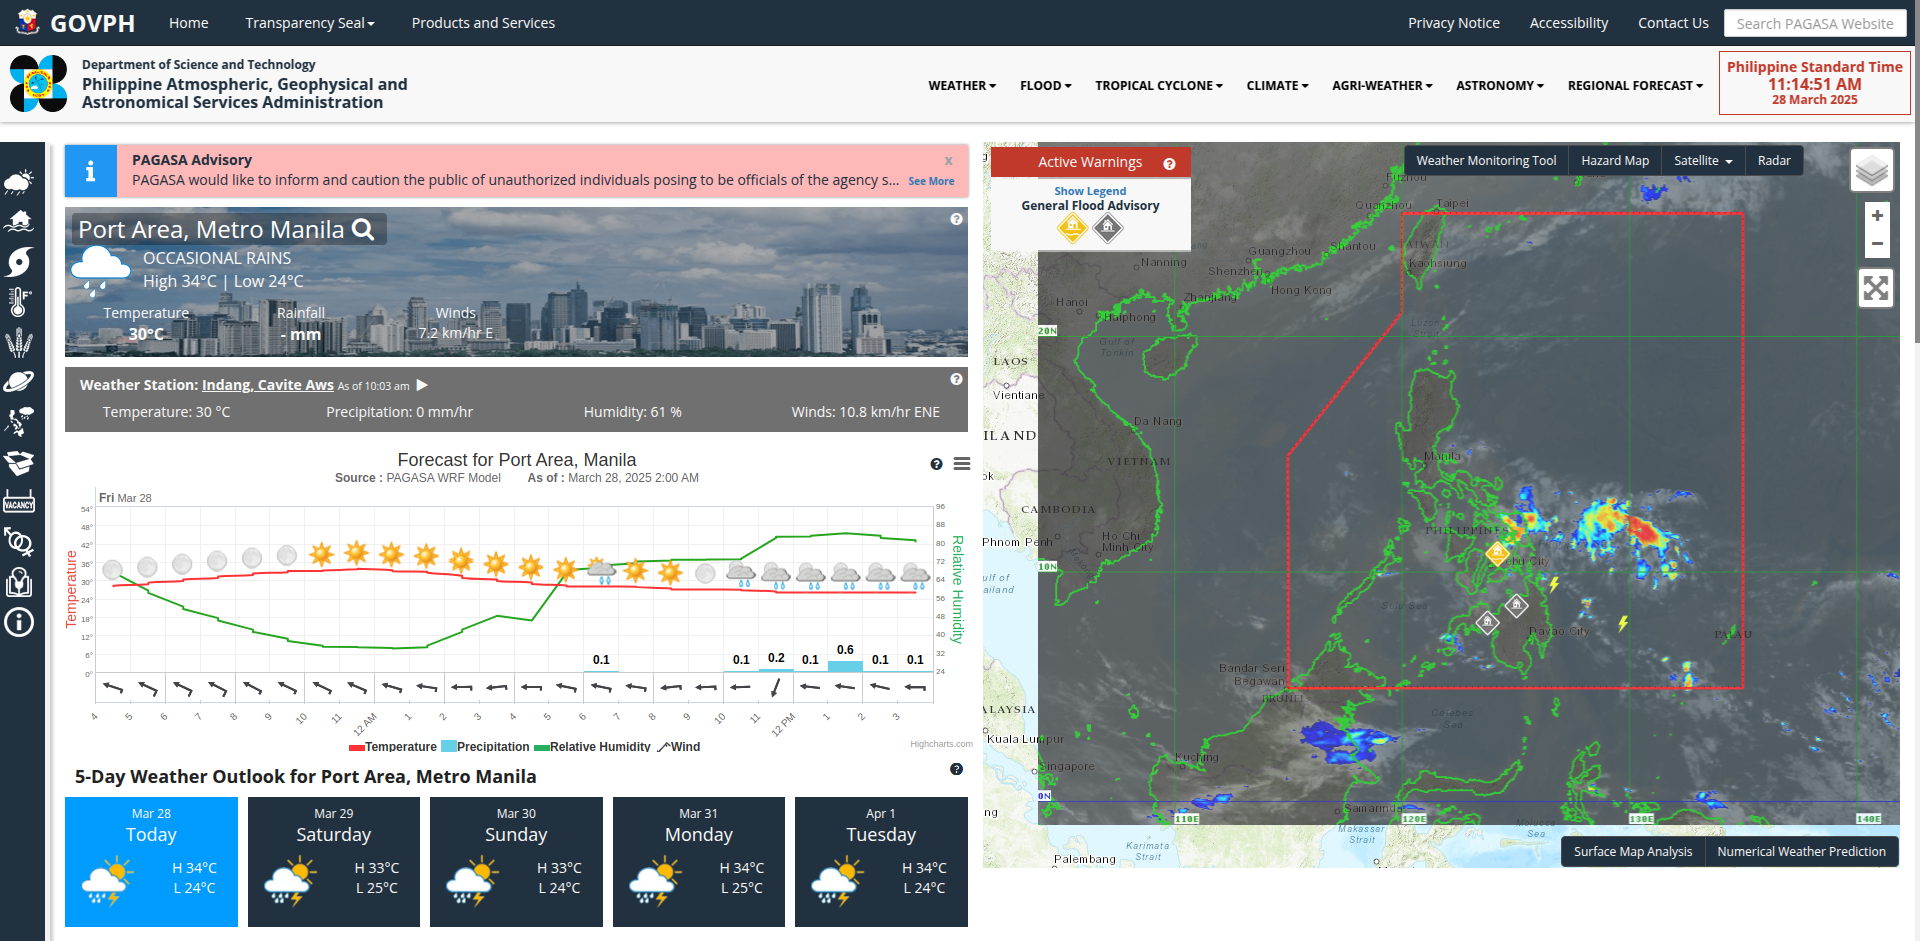 GOVPH
Home
Transparency Seal
Products and Services
Privacy Notice
Accessibility
Contact Us
Search PAGASA Website
Department of Science and Technology
Philippine Atmospheric, Geophysical and
Astronomical Services Administration
WEATHER
FLOOD
TROPICAL CYCLONE
CLIMATE
AGRI-WEATHER
ASTRONOMY
REGIONAL FORECAST
Philippine Standard Time
11:14:51 AM
28 March 2025
VACANCY
PAGASA Advisory
x
PAGASA would like to inform and caution the public of unauthorized individuals posing to be officials of the agency s... See More
Port Area, Metro Manila
OCCASIONAL RAINS
High 34°C | Low 24°C
Temperature
Rainfall
Winds
30°C
- mm
7.2 km/hr E
Weather Station: Indang, Cavite Aws As of 10:03 am
Temperature: 30 °C
Precipitation: 0 mm/hr
Humidity: 61 %
Winds: 10.8 km/hr ENE
Forecast for Port Area, Manila
Source : PAGASA WRF Model As of : March 28, 2025 2:00 AM
Fri Mar 28
54° 48° 42° 36° 30° 24° 18° 12° 6° 0°
Temperature
96 88 80 72 64 56 48 40 32 24
Relative Humidity
0.1 0.1 0.2 0.1 0.6 0.1 0.1
4 5 6 7 8 9 10 11 12 AM 1 2 3 4 5 6 7 8 9 10 11 12 PM 1 2 3
Temperature Precipitation Relative Humidity Wind
Highcharts.com
5-Day Weather Outlook for Port Area, Metro Manila
Mar 28
Today
H 34°C
L 24°C
Mar 29
Saturday
H 33°C
L 25°C
Mar 30
Sunday
H 33°C
L 24°C
Mar 31
Monday
H 34°C
L 25°C
Apr 1
Tuesday
H 34°C
L 24°C
Active Warnings
Show Legend
General Flood Advisory
Weather Monitoring Tool
Hazard Map
Satellite
Radar
+
−
Fuzhou
Quanzhou
Taipei
Guangzhou
Shantou
TAIWAN
Nanning
Shenzhen
Kaohsiung
Hong Kong
Hanoi
Zhanjiang
Haiphong
Luzon
20N
Gulf of
Tonkin
LAOS
Vientiane
Da Nang
ILAND
VIETNAM
Manila
ok
CAMBODIA
PHILIPPINES
Phnom Penh
Ho Chi
Minh City
ebu City
10N
ulf of
ailand
Sulu Sea
Davao City
PALAU
Bandar Seri
Begawan
BRUNEI
ALAYSIA
Celebes
Sea
Kuala Lumpur
Kuching
Singapore
0N
Samarinda
ng
110E
120E
130E
140E
Makassar
Strait
Molucca
Sea
Karimata
Strait
Palembang
Surface Map Analysis
Numerical Weather Prediction